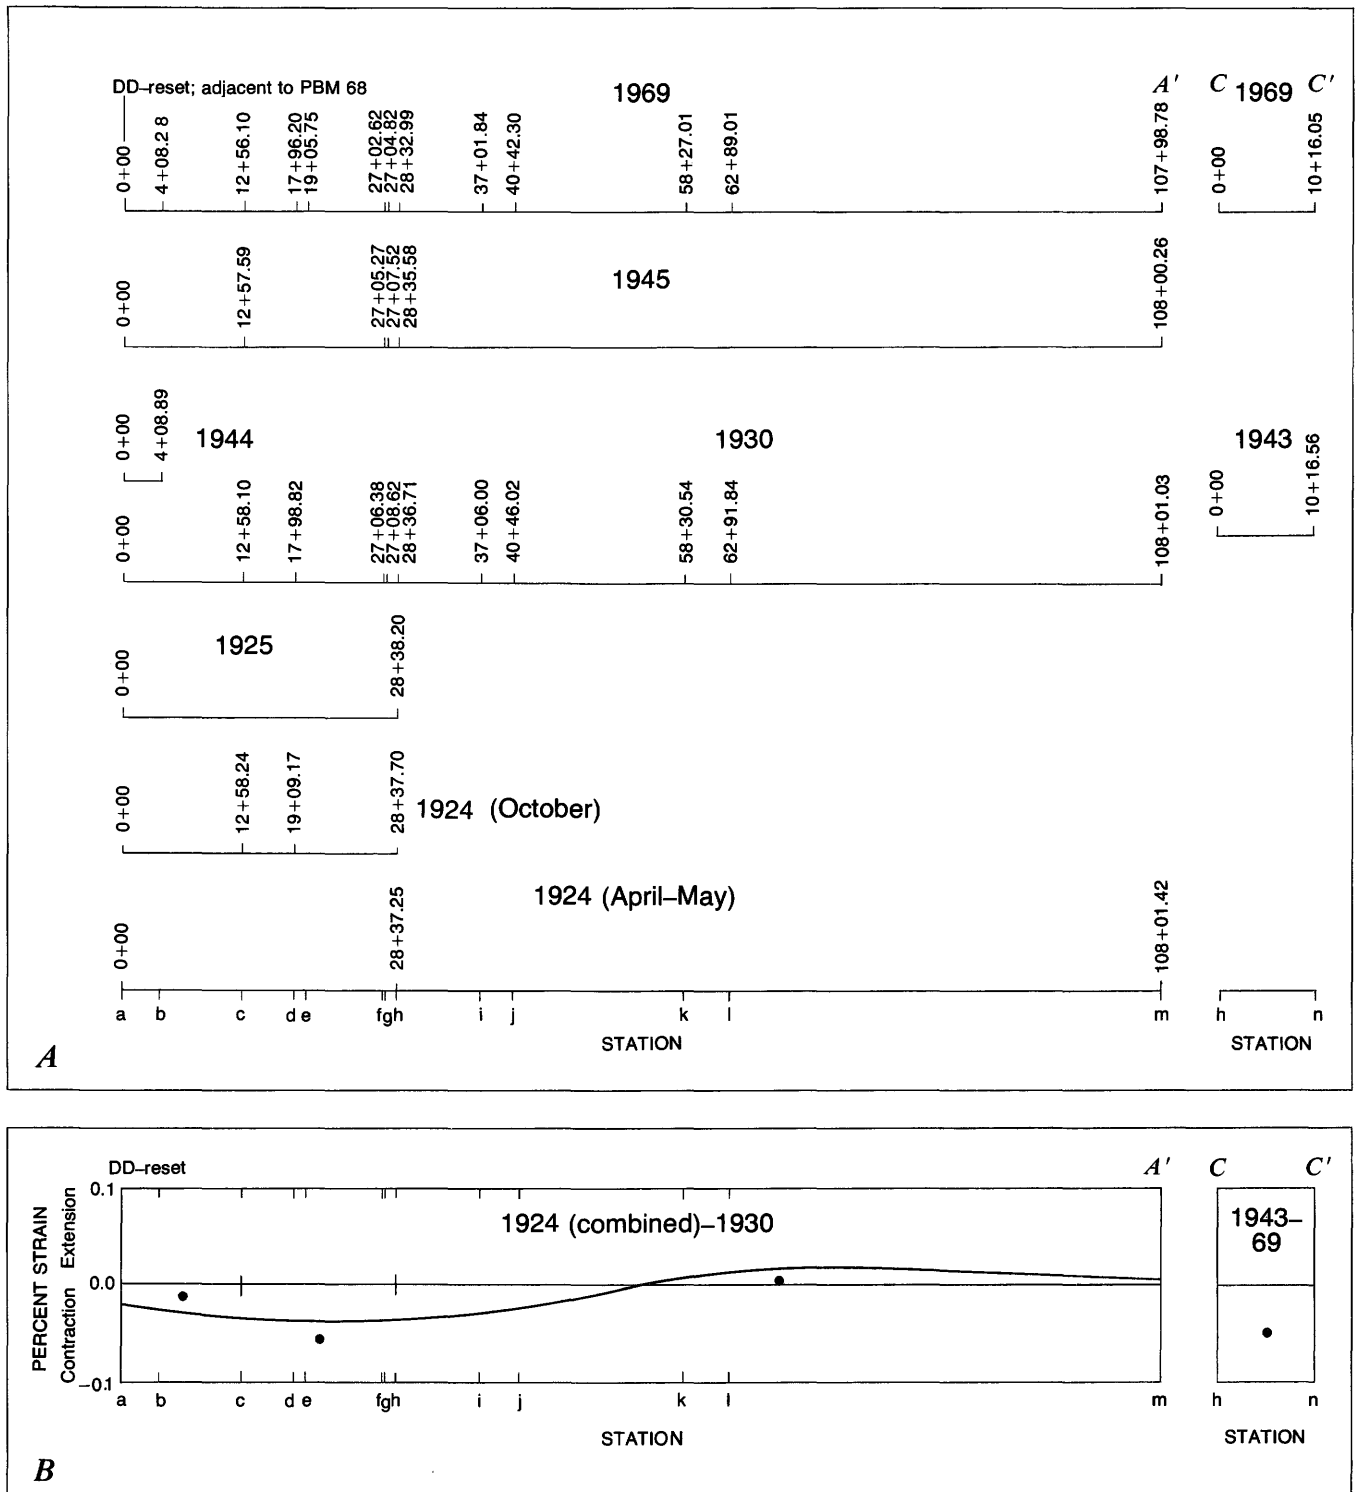 DD–reset; adjacent to PBM 68
1969
A′
C
1969
C′
0+00
4+08.2 8
12+56.10
17+96.20
19+05.75
27+02.62
27+04.82
28+32.99
37+01.84
40+42.30
58+27.01
62+89.01
107+98.78
0+00
10+16.05
1945
0+00
12+57.59
27+05.27
27+07.52
28+35.58
108+00.26
1944
0+00
4+08.89
1930
0+00
12+58.10
17+98.82
27+06.38
27+08.62
28+36.71
37+06.00
40+46.02
58+30.54
62+91.84
108+01.03
1943
0+00
10+16.56
1925
0+00
28+38.20
0+00
12+58.24
19+09.17
28+37.70
1924 (October)
1924 (April–May)
0+00
28+37.25
108+01.42
a b c d e f g h i j k l m h n
STATION
STATION
A
DD–reset
A′
C
C′
PERCENT STRAIN
Contraction Extension
0.1
0.0
–0.1
1924 (combined)–1930
1943–
69
a b c d e f g h i j k l m h n
STATION
STATION
B